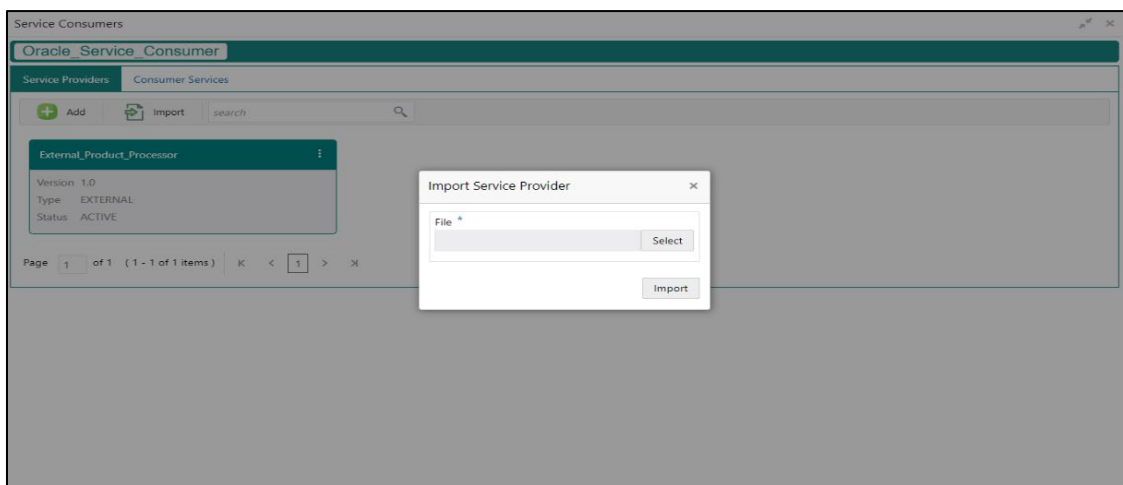 Service Consumers
Oracle_Service_Consumer
Service Providers Consumer Services
Add Import search
External_Product_Processor
Version 1.0
Type EXTERNAL
Status ACTIVE
Page 1 of 1 (1 - 1 of 1 items) K < 1 > >|
Import Service Provider ×
File *
Select
Import